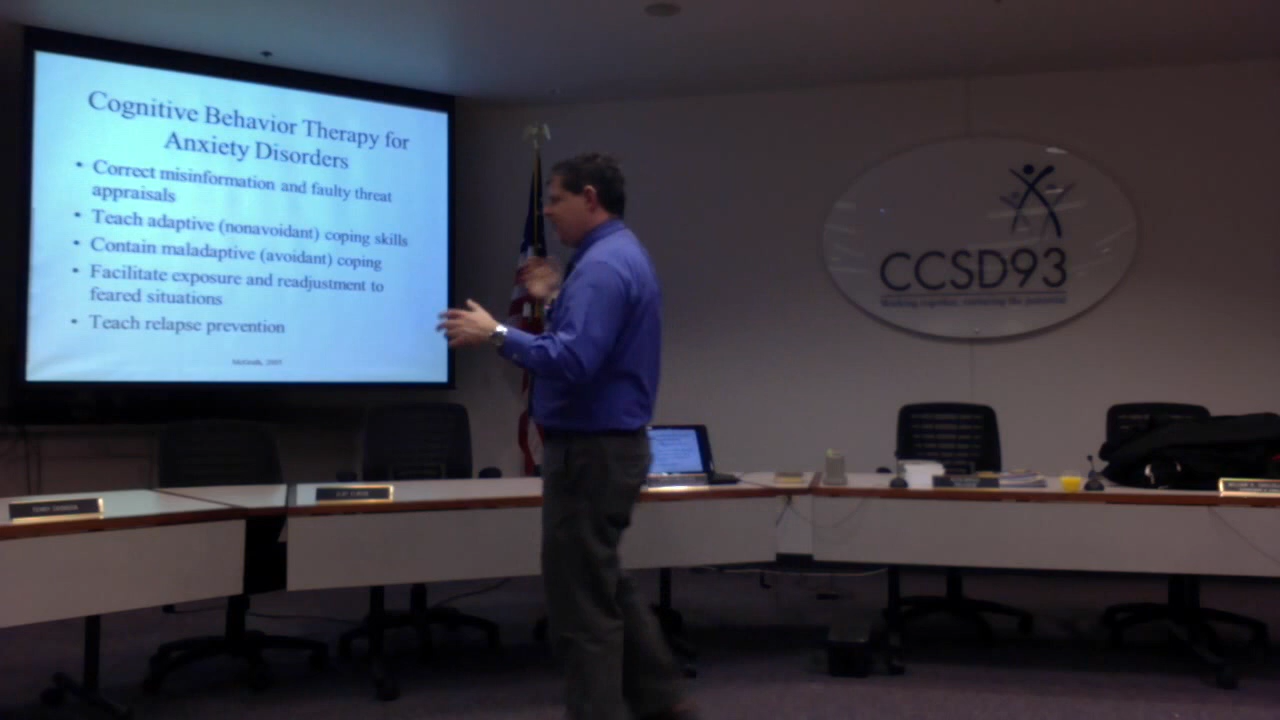 Cognitive Behavior Therapy for
Anxiety Disorders
• Correct misinformation and faulty threat
appraisals
• Teach adaptive (nonavoidant) coping skills
• Contain maladaptive (avoidant) coping
• Facilitate exposure and readjustment to
feared situations
• Teach relapse prevention
CCSD93